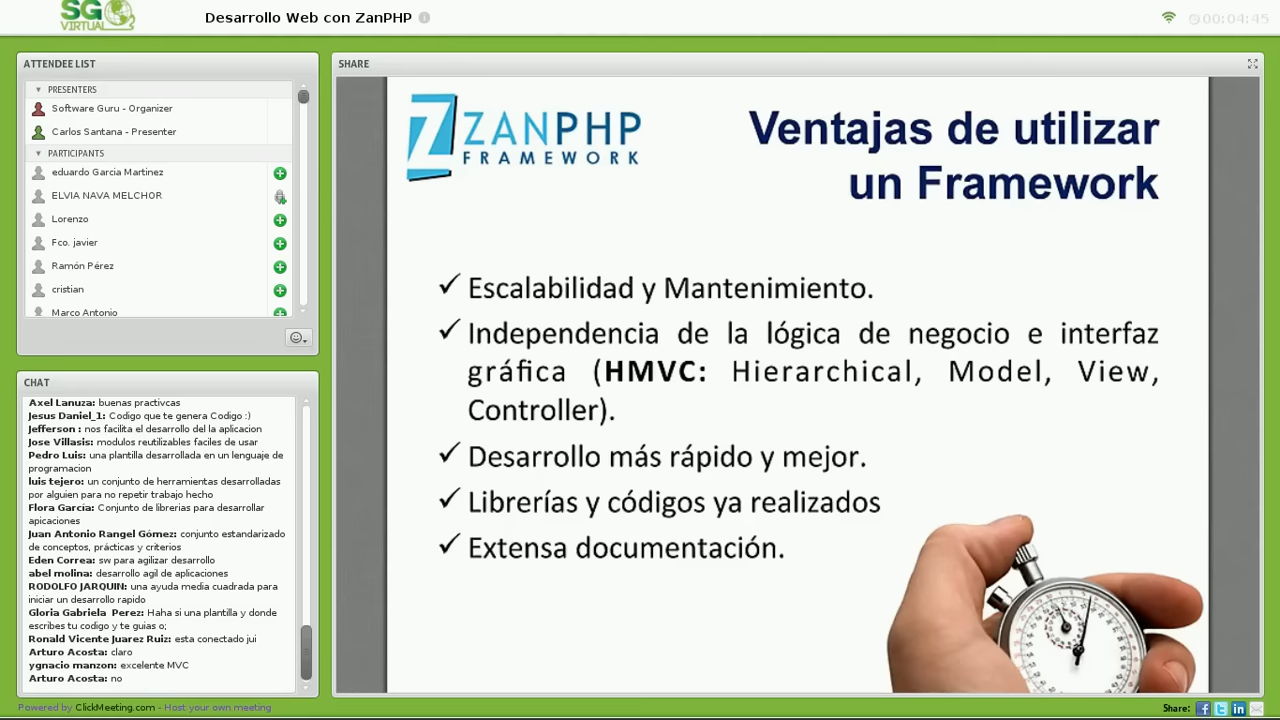 SG
VIRTUAL
Desarrollo Web con ZanPHP
00:04:45
ATTENDEE LIST
PRESENTERS
Software Guru - Organizer
Carlos Santana - Presenter
PARTICIPANTS
eduardo Garcia Martinez
ELVIA NAVA MELCHOR
Lorenzo
Fco. javier
Ramón Pérez
cristian
Marco Antonio
CHAT
Axel Lanuza: buenas practivcas
Jesus Daniel_1: Codigo que te genera Codigo :)
Jefferson : nos facilita el desarrollo del la aplicacion
Jose Villasis: modulos reutilizables faciles de usar
Pedro Luis: una plantilla desarrollada en un lenguaje de
programacion
luis tejero: un conjunto de herramientas desarrolladas
por alguien para no repetir trabajo hecho
Flora García: Conjunto de librerias para desarrollar
apicaciones
Juan Antonio Rangel Gómez: conjunto estandarizado
de conceptos, prácticas y criterios
Eden Correa: sw para agilizar desarrollo
abel molina: desarrollo agil de aplicaciones
RODOLFO JARQUIN: una ayuda media cuadrada para
iniciar un desarrollo rapido
Gloria Gabriela Perez: Haha si una plantilla y donde
escribes tu codigo y te guias o;
Ronald Vicente Juarez Ruiz: esta conectado jui
Arturo Acosta: claro
ygnacio manzon: excelente MVC
Arturo Acosta: no
SHARE
Z ZANPHP
FRAMEWORK
Ventajas de utilizar
un Framework
✓ Escalabilidad y Mantenimiento.
✓ Independencia de la lógica de negocio e interfaz
gráfica (HMVC: Hierarchical, Model, View,
Controller).
✓ Desarrollo más rápido y mejor.
✓ Librerías y códigos ya realizados
✓ Extensa documentación.
Powered by ClickMeeting.com - Host your own meeting
Share: